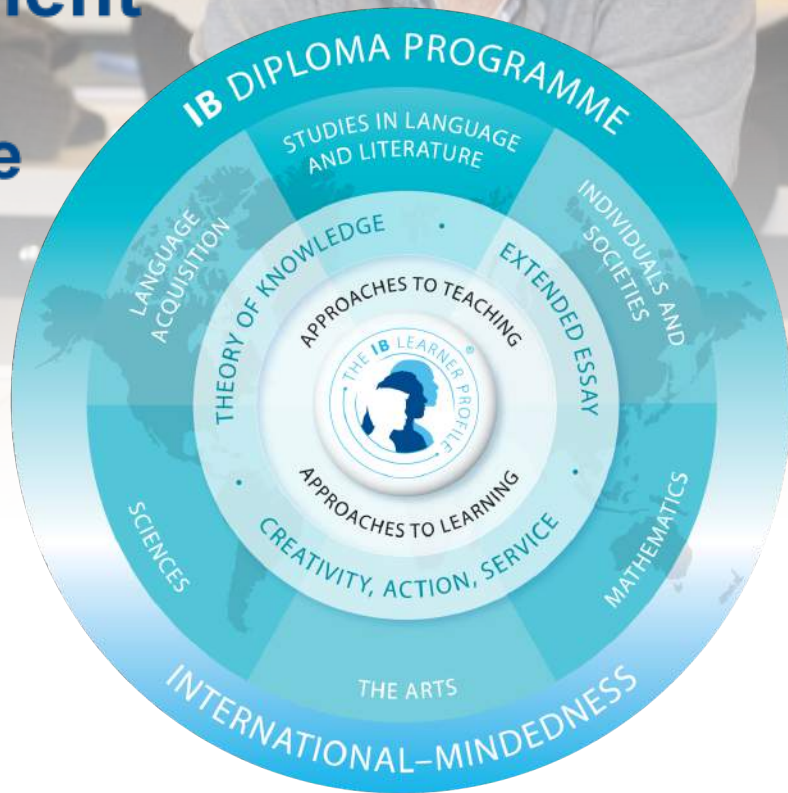 IB DIPLOMA PROGRAMME
STUDIES IN LANGUAGE
AND LITERATURE
LANGUAGE
ACQUISITION
INDIVIDUALS AND
SOCIETIES
THEORY OF KNOWLEDGE
EXTENDED ESSAY
APPROACHES TO TEACHING
• THE IB LEARNER PROFILE • ®
APPROACHES TO LEARNING
CREATIVITY, ACTION, SERVICE
SCIENCES
MATHEMATICS
THE ARTS
INTERNATIONAL–MINDEDNESS